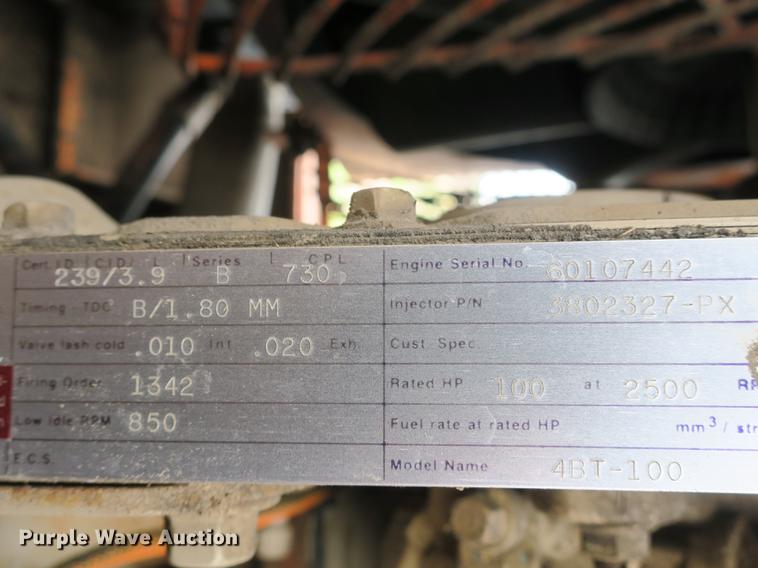 Cert. ID CID/ L Series CPL
239/3.9 B 730
Timing - TDC B/1.80 MM
Valve lash cold .010 Int .020 Exh.
Firing Order 1342
Low Idle RPM 850
F.C.S.
Engine Serial No. 60107442
Injector P/N 3802327-PX
Cust. Spec.
Rated HP 100 at 2500
Fuel rate at rated HP mm3/ str
Model Name 4BT-100
Purple Wave Auction